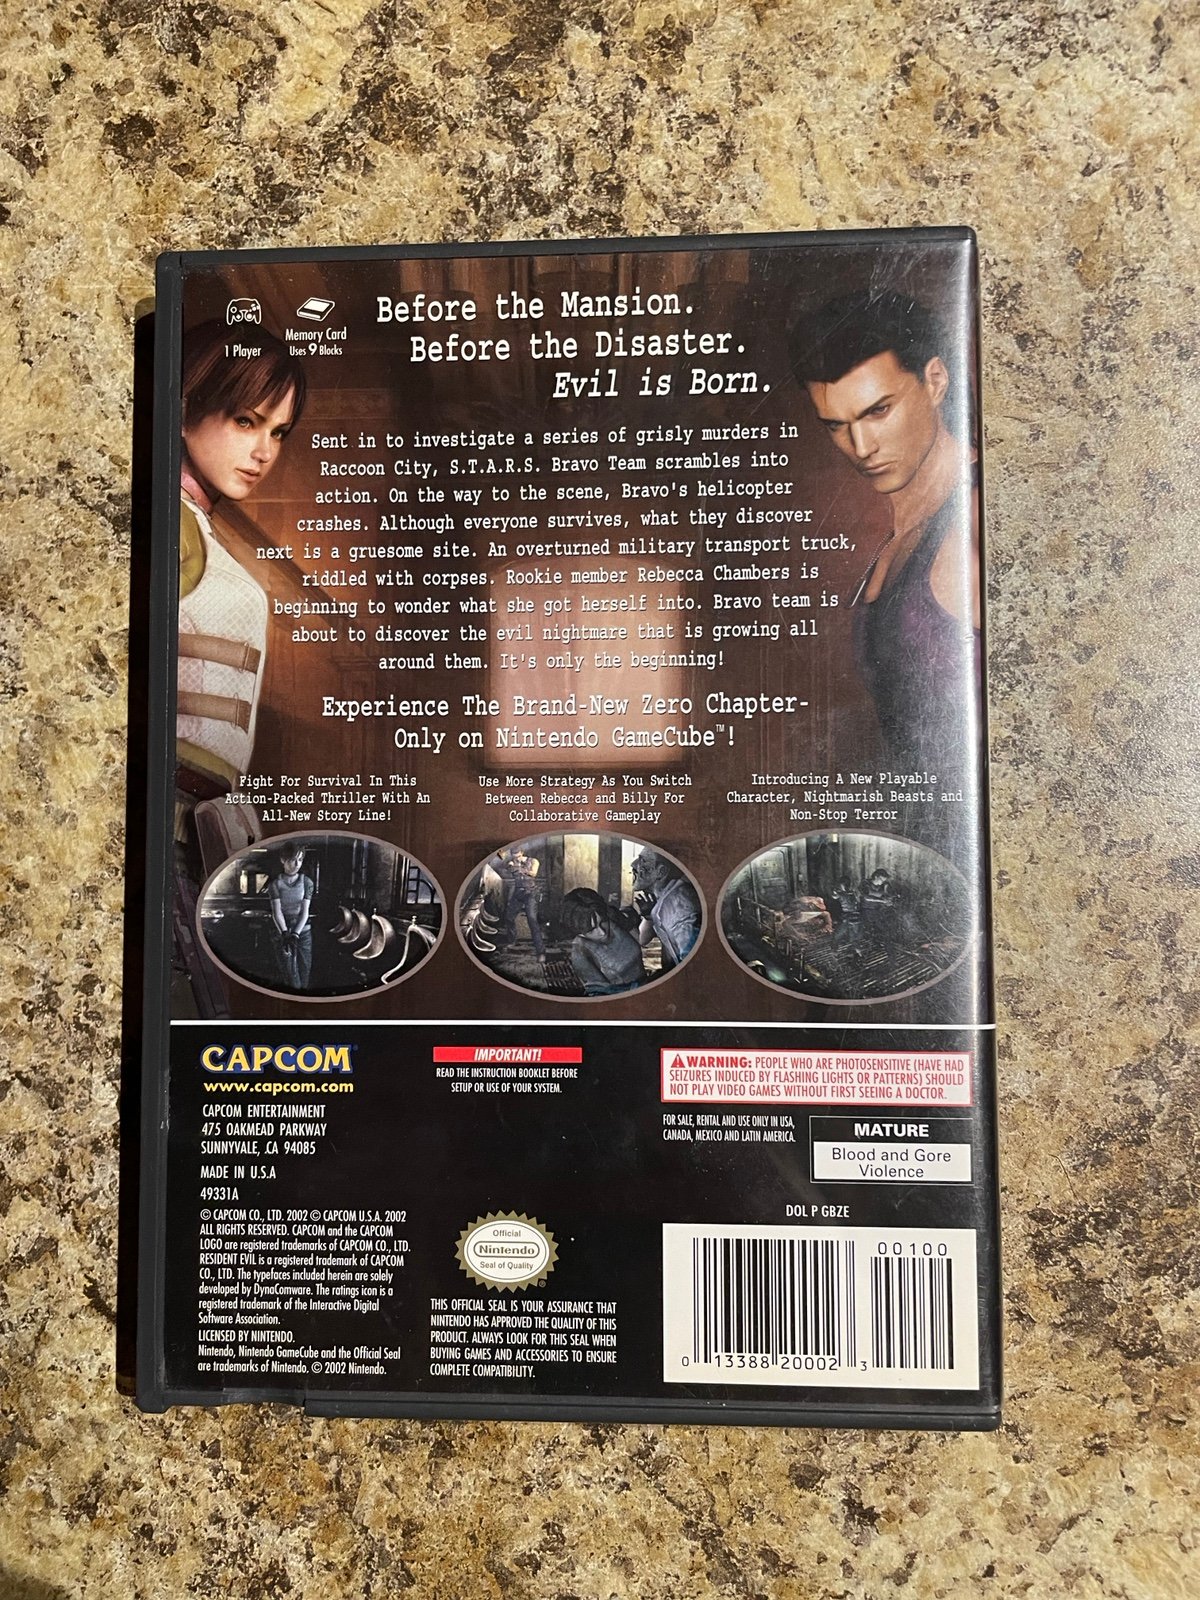 1 Player
Memory Card
Uses 9 Blocks
Before the Mansion.
Before the Disaster.
Evil is Born.
Sent in to investigate a series of grisly murders in
Raccoon City, S.T.A.R.S. Bravo Team scrambles into
action. On the way to the scene, Bravo's helicopter
crashes. Although everyone survives, what they discover
next is a gruesome site. An overturned military transport truck,
riddled with corpses. Rookie member Rebecca Chambers is
beginning to wonder what she got herself into. Bravo team is
about to discover the evil nightmare that is growing all
around them. It's only the beginning!
Experience The Brand-New Zero Chapter-
Only on Nintendo GameCube™!
Fight For Survival In This
Action-Packed Thriller With An
All-New Story Line!
Use More Strategy As You Switch
Between Rebecca and Billy For
Collaborative Gameplay
Introducing A New Playable
Character, Nightmarish Beasts and
Non-Stop Terror
CAPCOM®
www.capcom.com
CAPCOM ENTERTAINMENT
475 OAKMEAD PARKWAY
SUNNYVALE, CA 94085
MADE IN U.S.A
49331A
© CAPCOM CO., LTD. 2002 © CAPCOM U.S.A. 2002
ALL RIGHTS RESERVED. CAPCOM and the CAPCOM
LOGO are registered trademarks of CAPCOM CO., LTD.
RESIDENT EVIL is a registered trademark of CAPCOM
CO., LTD. The typefaces included herein are solely
developed by DynaComware. The ratings icon is a
registered trademark of the Interactive Digital
Software Association.
LICENSED BY NINTENDO.
Nintendo, Nintendo GameCube and the Official Seal
are trademarks of Nintendo. © 2002 Nintendo.
IMPORTANT!
READ THE INSTRUCTION BOOKLET BEFORE
SETUP OR USE OF YOUR SYSTEM.
Official
Nintendo
Seal of Quality
®
THIS OFFICIAL SEAL IS YOUR ASSURANCE THAT
NINTENDO HAS APPROVED THE QUALITY OF THIS
PRODUCT. ALWAYS LOOK FOR THIS SEAL WHEN
BUYING GAMES AND ACCESSORIES TO ENSURE
COMPLETE COMPATIBILITY.
WARNING: PEOPLE WHO ARE PHOTOSENSITIVE (HAVE HAD
SEIZURES INDUCED BY FLASHING LIGHTS OR PATTERNS) SHOULD
NOT PLAY VIDEO GAMES WITHOUT FIRST SEEING A DOCTOR.
FOR SALE, RENTAL AND USE ONLY IN USA,
CANADA, MEXICO AND LATIN AMERICA.
MATURE
Blood and Gore
Violence
DOL P GBZE
00100
0 13388 20002 3